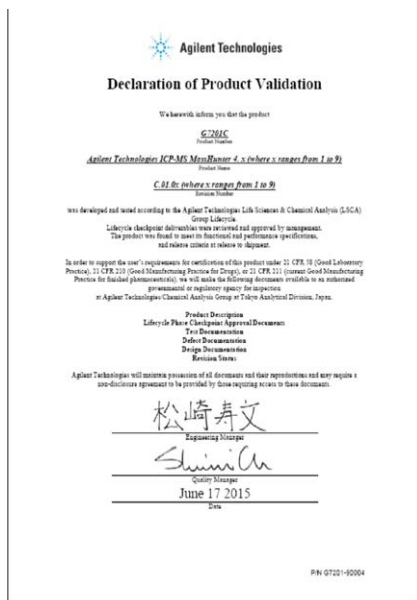 Agilent Technologies
Declaration of Product Validation
We herewith inform you that the product
G7201C
Product Number
Agilent Technologies ICP-MS MassHunter 4. x (where x ranges from 1 to 9)
Product Name
C.01.0x (where x ranges from 1 to 9)
Revision Number
was developed and tested according to the Agilent Technologies Life Sciences & Chemical Analysis (LSCA)
Group Lifecycle.
Lifecycle checkpoint deliverables were reviewed and approved by management.
The product was found to meet its functional and performance specifications,
and release criteria at release to shipment.
In order to support the user's requirements for certification of this product under 21 CFR 58 (Good Laboratory
Practice), 21 CFR 210 (Good Manufacturing Practice for Drugs), or 21 CFR 211 (current Good Manufacturing
Practice for finished pharmaceuticals), we will make the following documents available to an authorized
governmental or regulatory agency for inspection
at Agilent Technologies Chemical Analysis Group at Tokyo Analytical Division, Japan.
Product Description
Lifecycle Phase Checkpoint Approval Documents
Test Documentation
Defect Documentation
Design Documentation
Revision Status
Agilent Technologies will maintain possession of all documents and their reproductions and may require a
non-disclosure agreement to be provided by those requiring access to these documents.
松崎寿文
Engineering Manager
Quality Manager
June 17 2015
Date
P/N G7201-90004